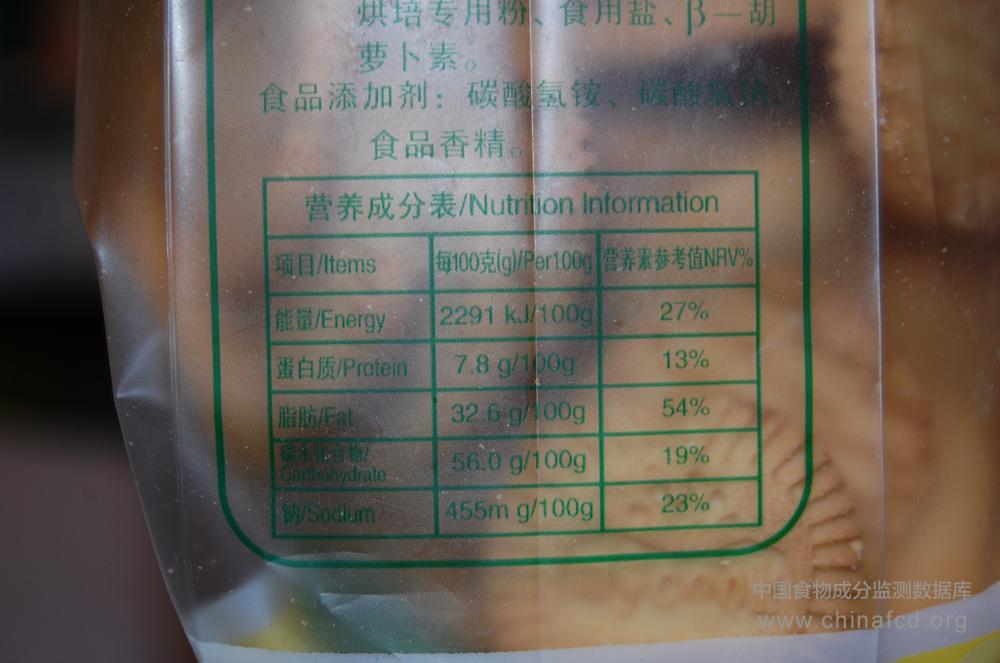 烘培专用粉、食用盐、β—胡
萝卜素。
食品添加剂：碳酸氢铵、碳酸氢钠、
食品香精。
营养成分表/Nutrition Information
项目/Items 每100克(g)/Per100g 营养素参考值NRV%
能量/Energy 2291 kJ/100g 27%
蛋白质/Protein 7.8 g/100g 13%
脂肪/Fat 32.6 g/100g 54%
碳水化合物/
Carbohydrate 56.0 g/100g 19%
钠/Sodium 455m g/100g 23%
中国食物成分监测数据库
www.chinafcd.org